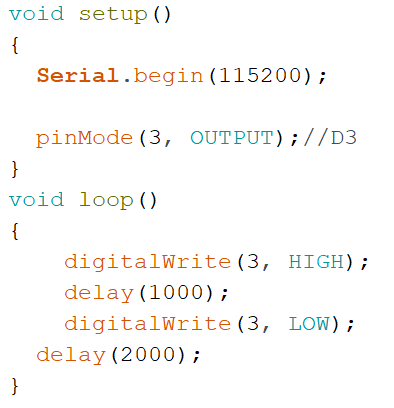 void setup()
{
  Serial.begin(115200);

  pinMode(3, OUTPUT);//D3
}
void loop()
{
    digitalWrite(3, HIGH);
    delay(1000);
    digitalWrite(3, LOW);
  delay(2000);
}